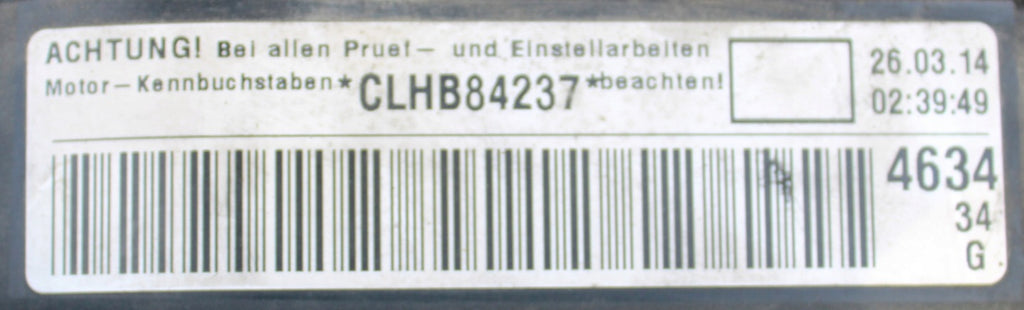 ACHTUNG! Bei allen Pruef- und Einstellarbeiten
Motor-Kennbuchstaben*CLHB84237*beachten!
26.03.14
02:39:49
4634
34
G